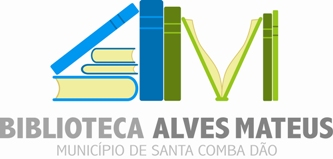 BIBLIOTECA ALVES MATEUS
MUNICÍPIO DE SANTA COMBA DÃO